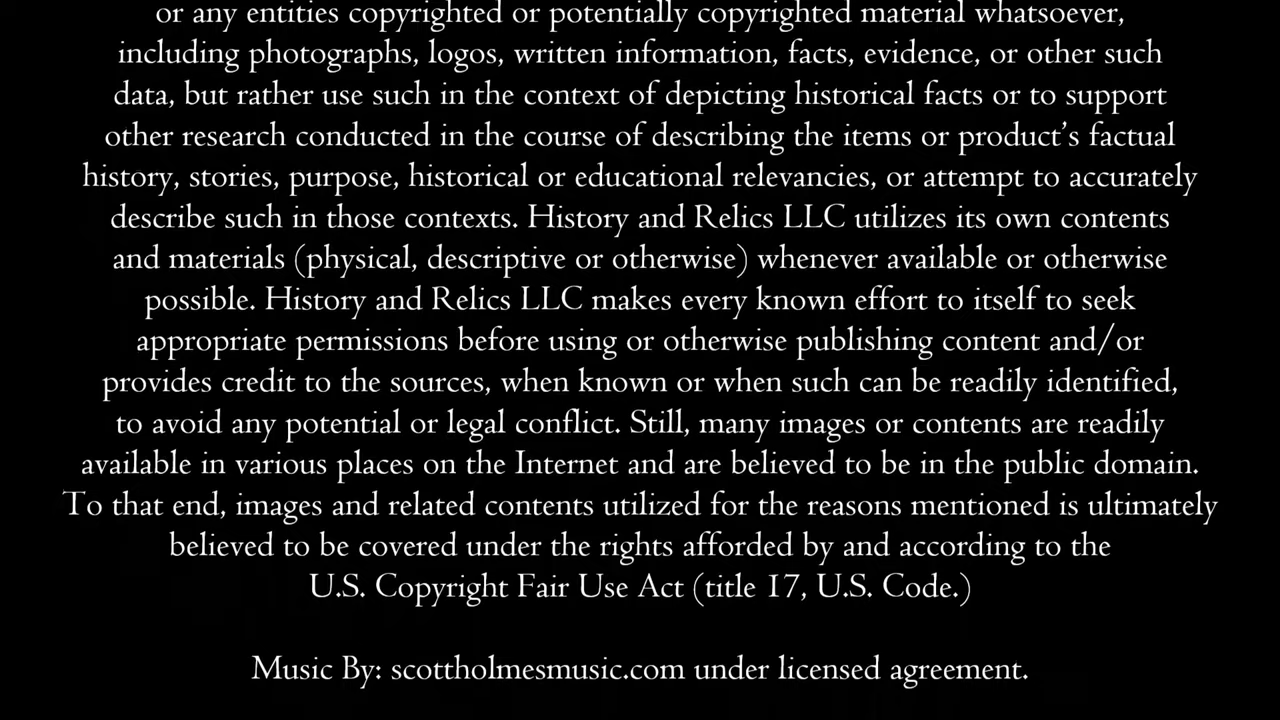 or any entities copyrighted or potentially copyrighted material whatsoever,
including photographs, logos, written information, facts, evidence, or other such
data, but rather use such in the context of depicting historical facts or to support
other research conducted in the course of describing the items or product's factual
history, stories, purpose, historical or educational relevancies, or attempt to accurately
describe such in those contexts. History and Relics LLC utilizes its own contents
and materials (physical, descriptive or otherwise) whenever available or otherwise
possible. History and Relics LLC makes every known effort to itself to seek
appropriate permissions before using or otherwise publishing content and/or
provides credit to the sources, when known or when such can be readily identified,
to avoid any potential or legal conflict. Still, many images or contents are readily
available in various places on the Internet and are believed to be in the public domain.
To that end, images and related contents utilized for the reasons mentioned is ultimately
believed to be covered under the rights afforded by and according to the
U.S. Copyright Fair Use Act (title 17, U.S. Code.)
Music By: scottholmesmusic.com under licensed agreement.